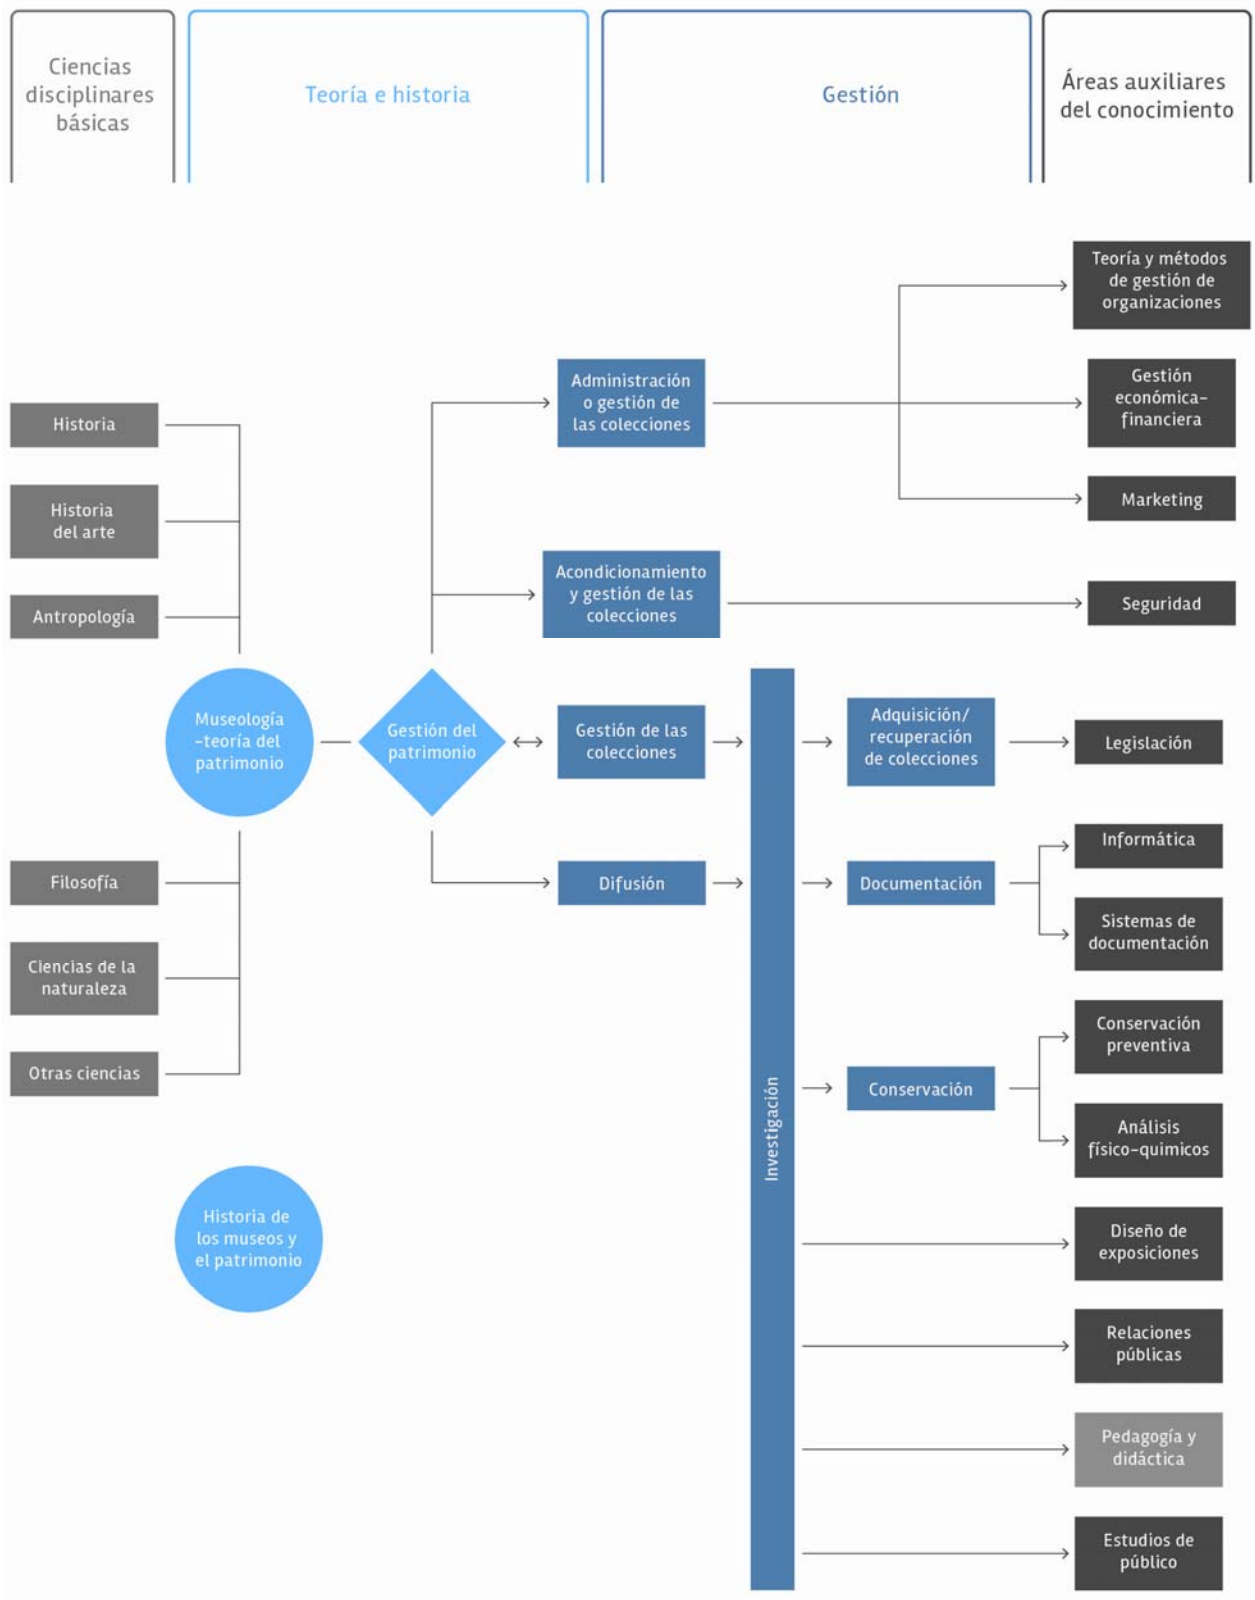 Ciencias
disciplinares
básicas
Teoría e historia
Gestión
Áreas auxiliares
del conocimiento
Historia
Historia
del arte
Antropología
Filosofía
Ciencias de la
naturaleza
Otras ciencias
Museología
-teoría del
patrimonio
Historia de
los museos y
el patrimonio
Gestión del
patrimonio
Administración
o gestión de
las colecciones
Acondicionamiento
y gestión de las
colecciones
Gestión de las
colecciones
Difusión
Investigación
Adquisición/
recuperación
de colecciones
Documentación
Conservación
Teoría y métodos
de gestión de
organizaciones
Gestión
económica-
financiera
Marketing
Seguridad
Legislación
Informática
Sistemas de
documentación
Conservación
preventiva
Análisis
físico-quimicos
Diseño de
exposiciones
Relaciones
públicas
Pedagogía y
didáctica
Estudios de
público